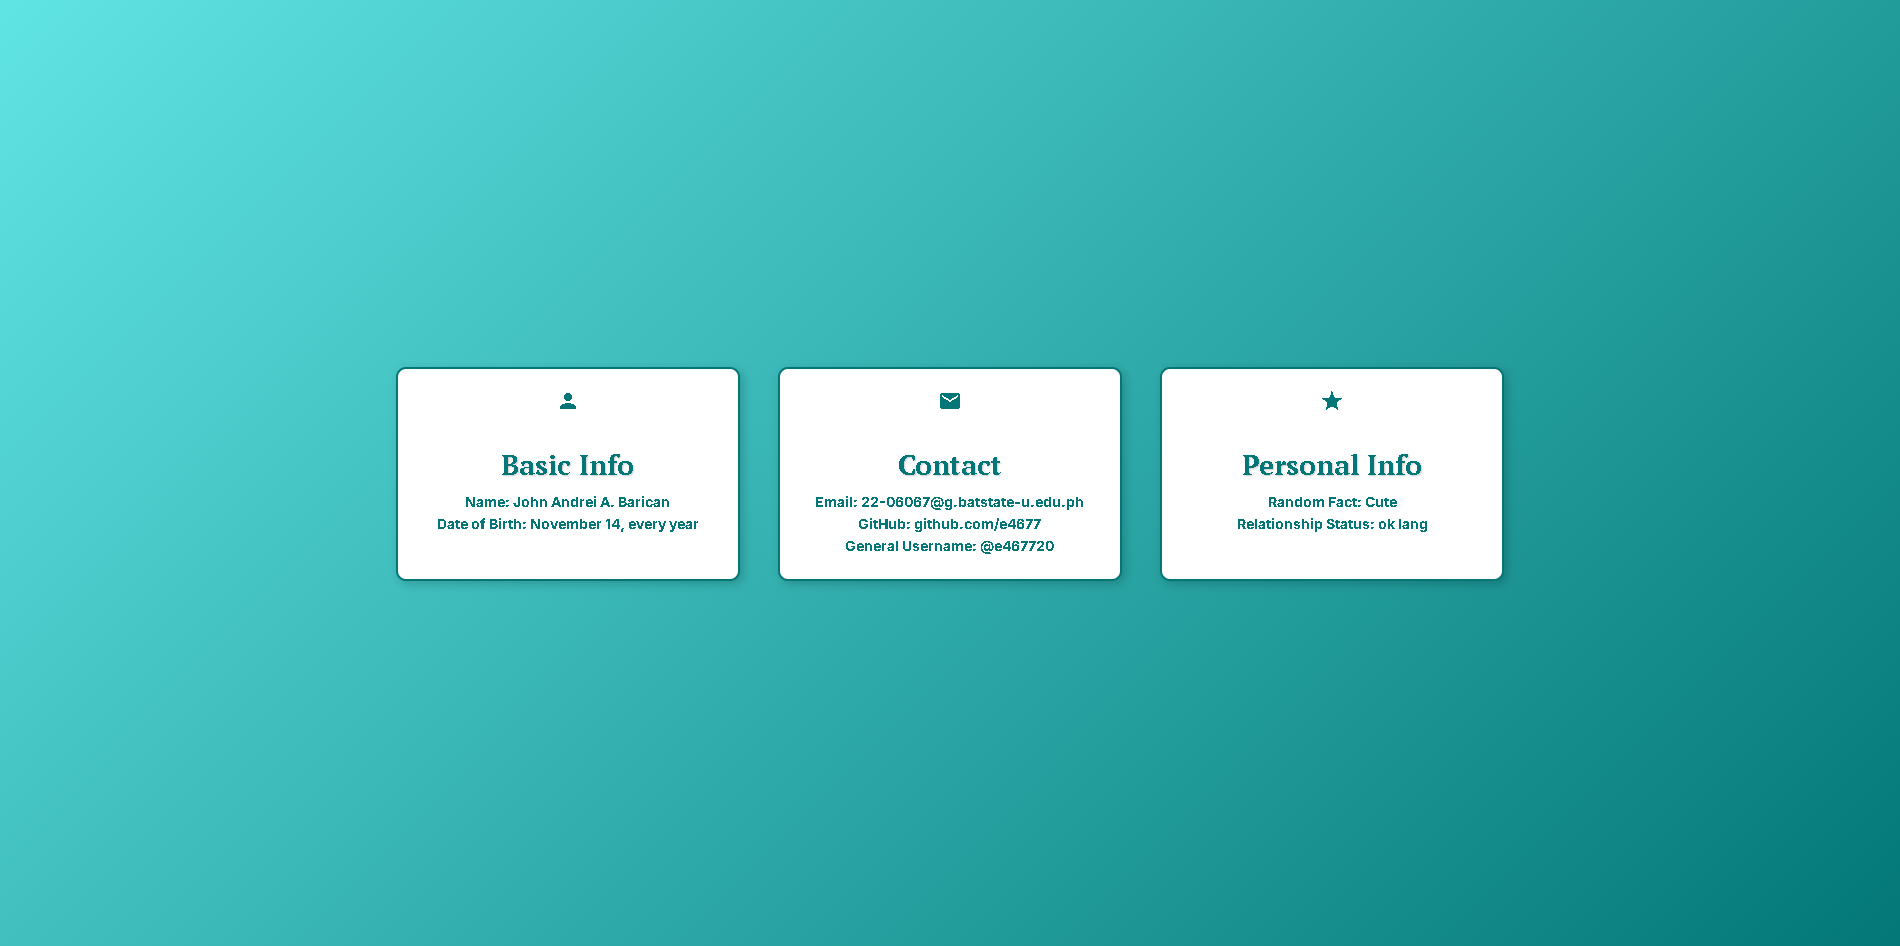 Basic Info
Name: John Andrei A. Barican
Date of Birth: November 14, every year
Contact
Email: 22-06067@g.batstate-u.edu.ph
GitHub: github.com/e4677
General Username: @e467720
Personal Info
Random Fact: Cute
Relationship Status: ok lang